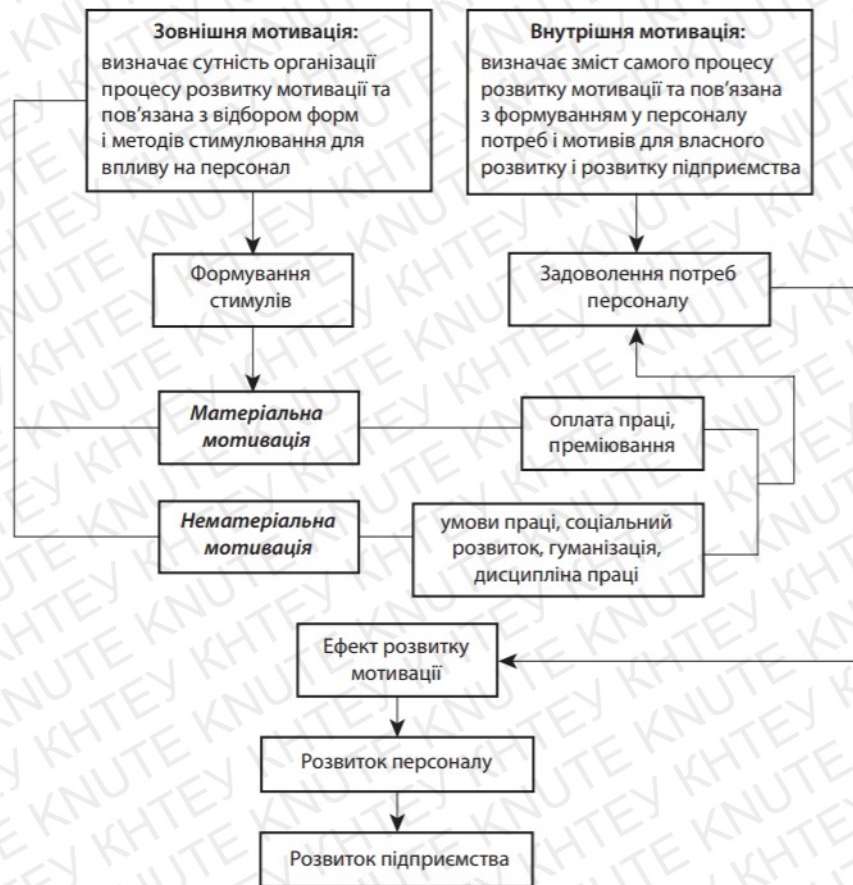 Зовнішня мотивація:
визначає сутність організації
процесу розвитку мотивації та
пов’язана з відбором форм
і методів стимулювання для
впливу на персонал
Внутрішня мотивація:
визначає зміст самого процесу
розвитку мотивації та пов’язана
з формуванням у персоналу
потреб і мотивів для власного
розвитку і розвитку підприємства
Формування
стимулів
Задоволення потреб
персоналу
Матеріальна
мотивація
оплата праці,
преміювання
Нематеріальна
мотивація
умови праці, соціальний
розвиток, гуманізація,
дисципліна праці
Ефект розвитку
мотивації
Розвиток персоналу
Розвиток підприємства